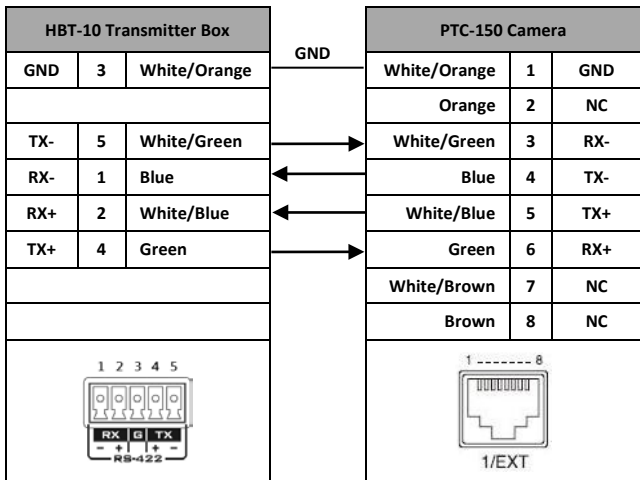 HBT-10 Transmitter Box GND PTC-150 Camera
GND 3 White/Orange White/Orange 1 GND
Orange 2 NC
TX- 5 White/Green White/Green 3 RX-
RX- 1 Blue Blue 4 TX-
RX+ 2 White/Blue White/Blue 5 TX+
TX+ 4 Green Green 6 RX+
White/Brown 7 NC
Brown 8 NC
1 2 3 4 5
RX G TX
- + + -
RS-422
1 ------- 8
1/EXT